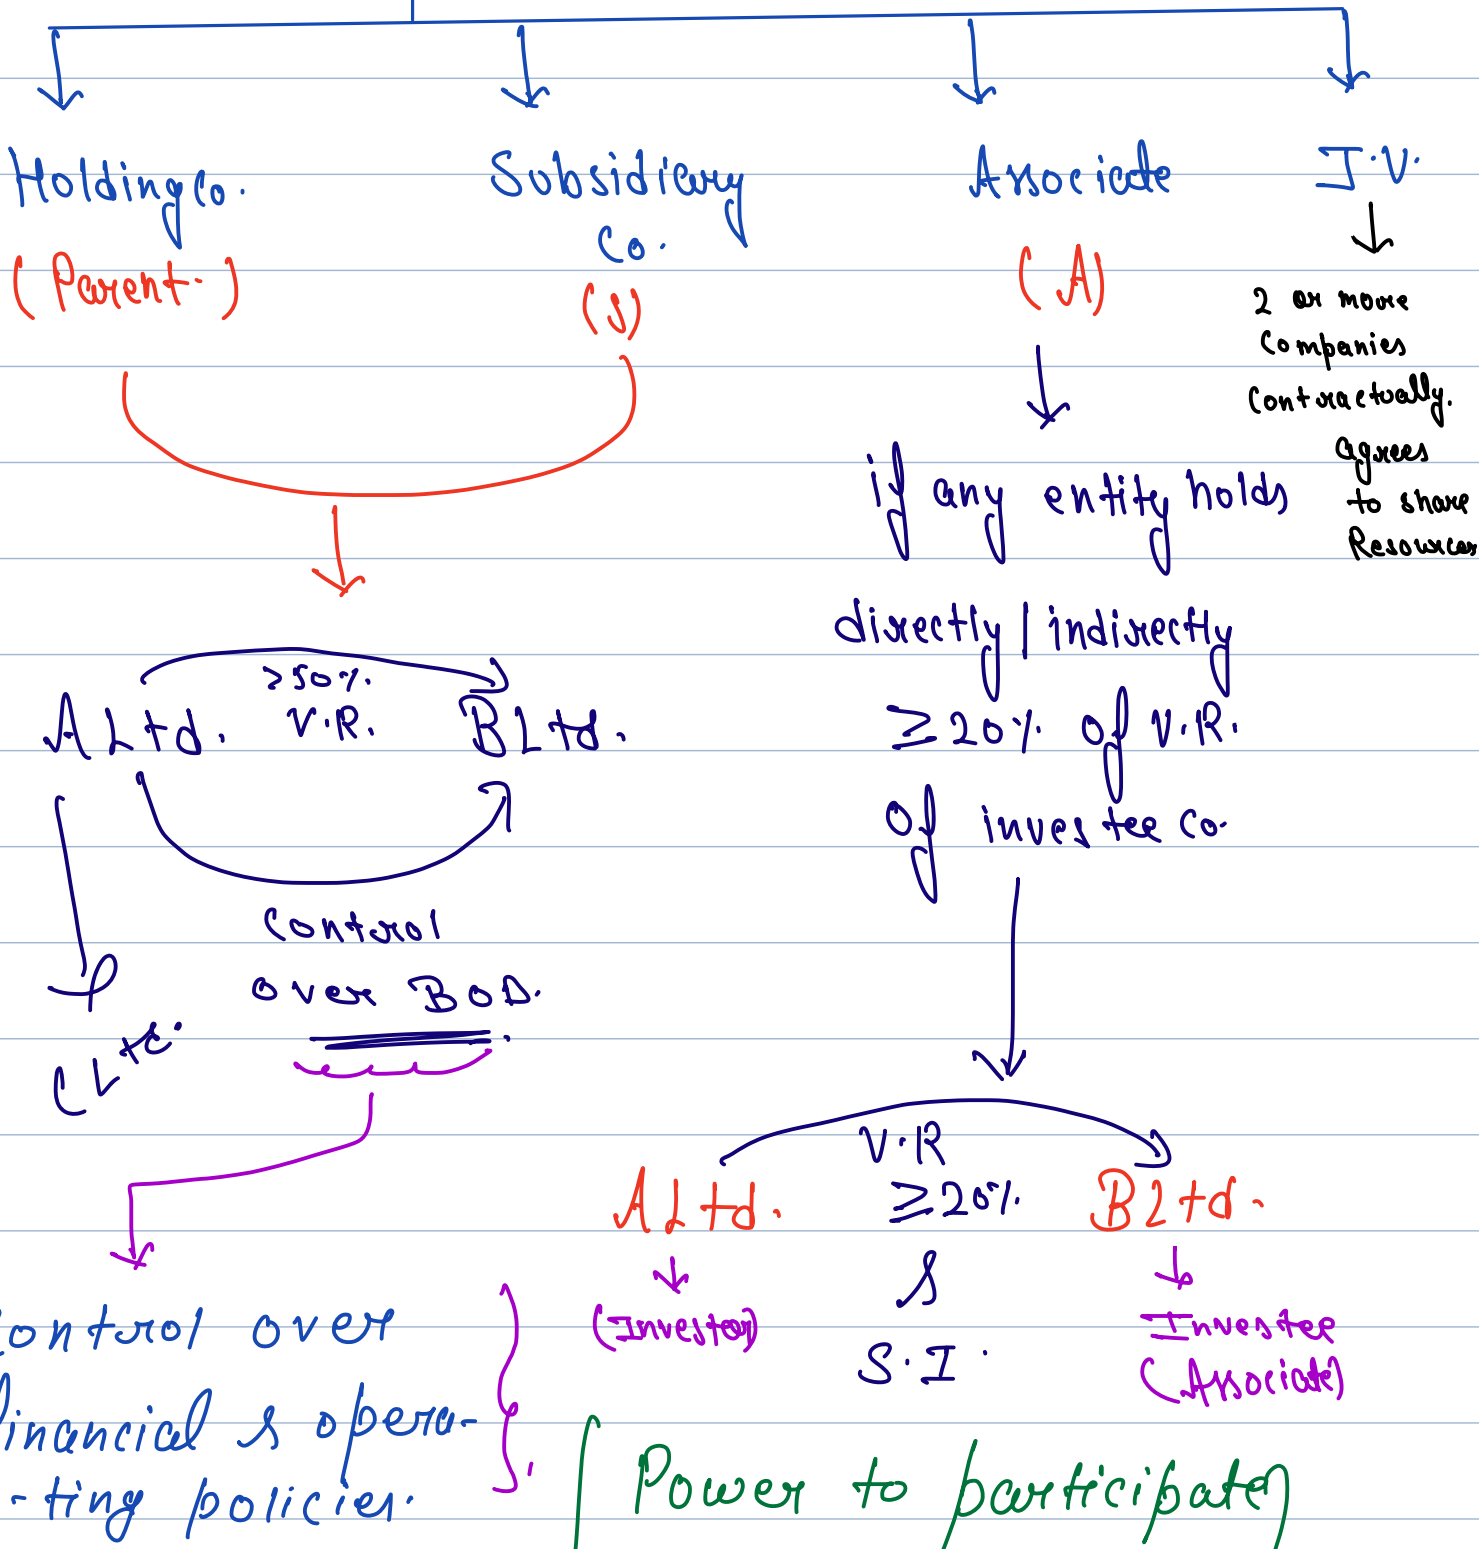 Holding Co.
(Parent.)
Subsidiary
Co.
(S)
Associate
(A)
J.V.
2 or more
Companies
Contractually.
agrees
to share
Resources
if any entity holds
directly | indirectly
≥20% of V.R.
of investee Co.
>50%.
A Ltd. V.R. B Ltd.
Control
over BOD.
C Ltd.
Control over
financial & opera-
-ting policies.
V.R
A Ltd. ≥20% B Ltd.
&
S.I.
(Investor)
Investee
(Associate)
Power to participate